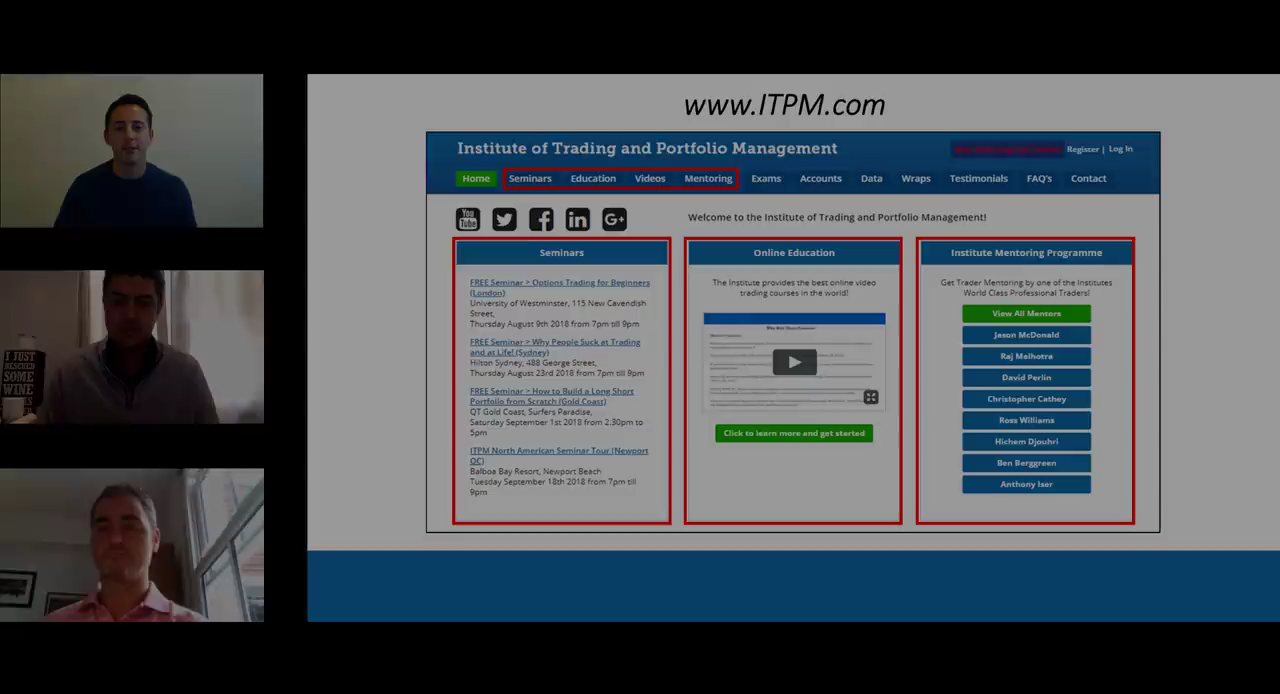 www.ITPM.com
Institute of Trading and Portfolio Management
Register | Log In
Home Seminars Education Videos Mentoring Exams Accounts Data Wraps Testimonials FAQ's Contact
You
Tube
in
G+
Welcome to the Institute of Trading and Portfolio Management!
Seminars
FREE Seminar > Options Trading for Beginners
(London)
University of Westminster, 115 New Cavendish
Street,
Thursday August 9th 2018 from 7pm till 9pm
FREE Seminar > Why People Suck at Trading
and at Life! (Sydney)
Hilton Sydney, 488 George Street,
Thursday August 23rd 2018 from 7pm till 9pm
FREE Seminar > How to Build a Long Short
Portfolio from Scratch (Gold Coast)
QT Gold Coast, Surfers Paradise,
Saturday September 1st 2018 from 2.30pm to
5pm
ITPM North American Seminar Tour (Newport
OC)
Balboa Bay Resort, Newport Beach
Tuesday September 18th 2018 from 7pm till
9pm
Online Education
The Institute provides the best online video
trading courses in the world!
Click to learn more and get started
Institute Mentoring Programme
Get Trader Mentoring by one of the Institutes
World Class Professional Traders!
View All Mentors
Jason McDonald
Raj Malhotra
David Perlin
Christopher Cathey
Ross Williams
Hichem Djouhri
Ben Berggreen
Anthony Iser
I JUST
RESCUED
SOME
WINE